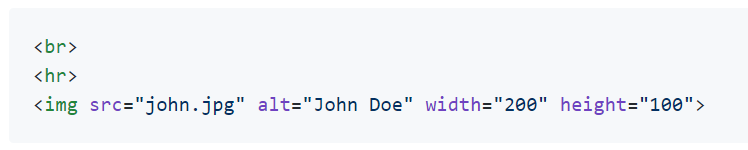 <br>
<hr>
<img src="john.jpg" alt="John Doe" width="200" height="100">